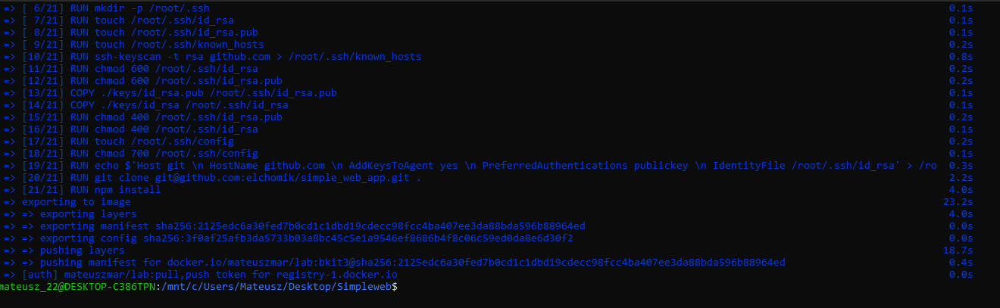 => [ 6/21] RUN mkdir -p /root/.ssh 0.1s
=> [ 7/21] RUN touch /root/.ssh/id_rsa 0.1s
=> [ 8/21] RUN touch /root/.ssh/id_rsa.pub 0.1s
=> [ 9/21] RUN touch /root/.ssh/known_hosts 0.2s
=> [10/21] RUN ssh-keyscan -t rsa github.com > /root/.ssh/known_hosts 0.8s
=> [11/21] RUN chmod 600 /root/.ssh/id_rsa 0.2s
=> [12/21] RUN chmod 600 /root/.ssh/id_rsa.pub 0.2s
=> [13/21] COPY ./keys/id_rsa.pub /root/.ssh/id_rsa.pub 0.1s
=> [14/21] COPY ./keys/id_rsa /root/.ssh/id_rsa 0.1s
=> [15/21] RUN chmod 400 /root/.ssh/id_rsa.pub 0.2s
=> [16/21] RUN chmod 400 /root/.ssh/id_rsa 0.1s
=> [17/21] RUN touch /root/.ssh/config 0.2s
=> [18/21] RUN chmod 700 /root/.ssh/config 0.1s
=> [19/21] RUN echo $'Host git \n HostName github.com \n AddKeysToAgent yes \n PreferredAuthentications publickey \n IdentityFile /root/.ssh/id_rsa' > /ro 0.3s
=> [20/21] RUN git clone git@github.com:elchomik/simple_web_app.git . 2.2s
=> [21/21] RUN npm install 4.0s
=> exporting to image 23.2s
=> => exporting layers 4.0s
=> => exporting manifest sha256:2125edc6a30fed7b0cd1c1dbd19cdecc98fcc4ba407ee3da88bda596b88964ed 0.0s
=> => exporting config sha256:3f0af25afb3da5733b03a8bc45c5e1a9546ef8686b4f8c06c59ed0da8e6d30f2 0.0s
=> => pushing layers 18.7s
=> => pushing manifest for docker.io/mateuszmar/lab:bkit3@sha256:2125edc6a30fed7b0cd1c1dbd19cdecc98fcc4ba407ee3da88bda596b88964ed 0.4s
=> [auth] mateuszmar/lab:pull,push token for registry-1.docker.io 0.0s
mateusz_22@DESKTOP-C386TPN:/mnt/c/Users/Mateusz/Desktop/Simpleweb$